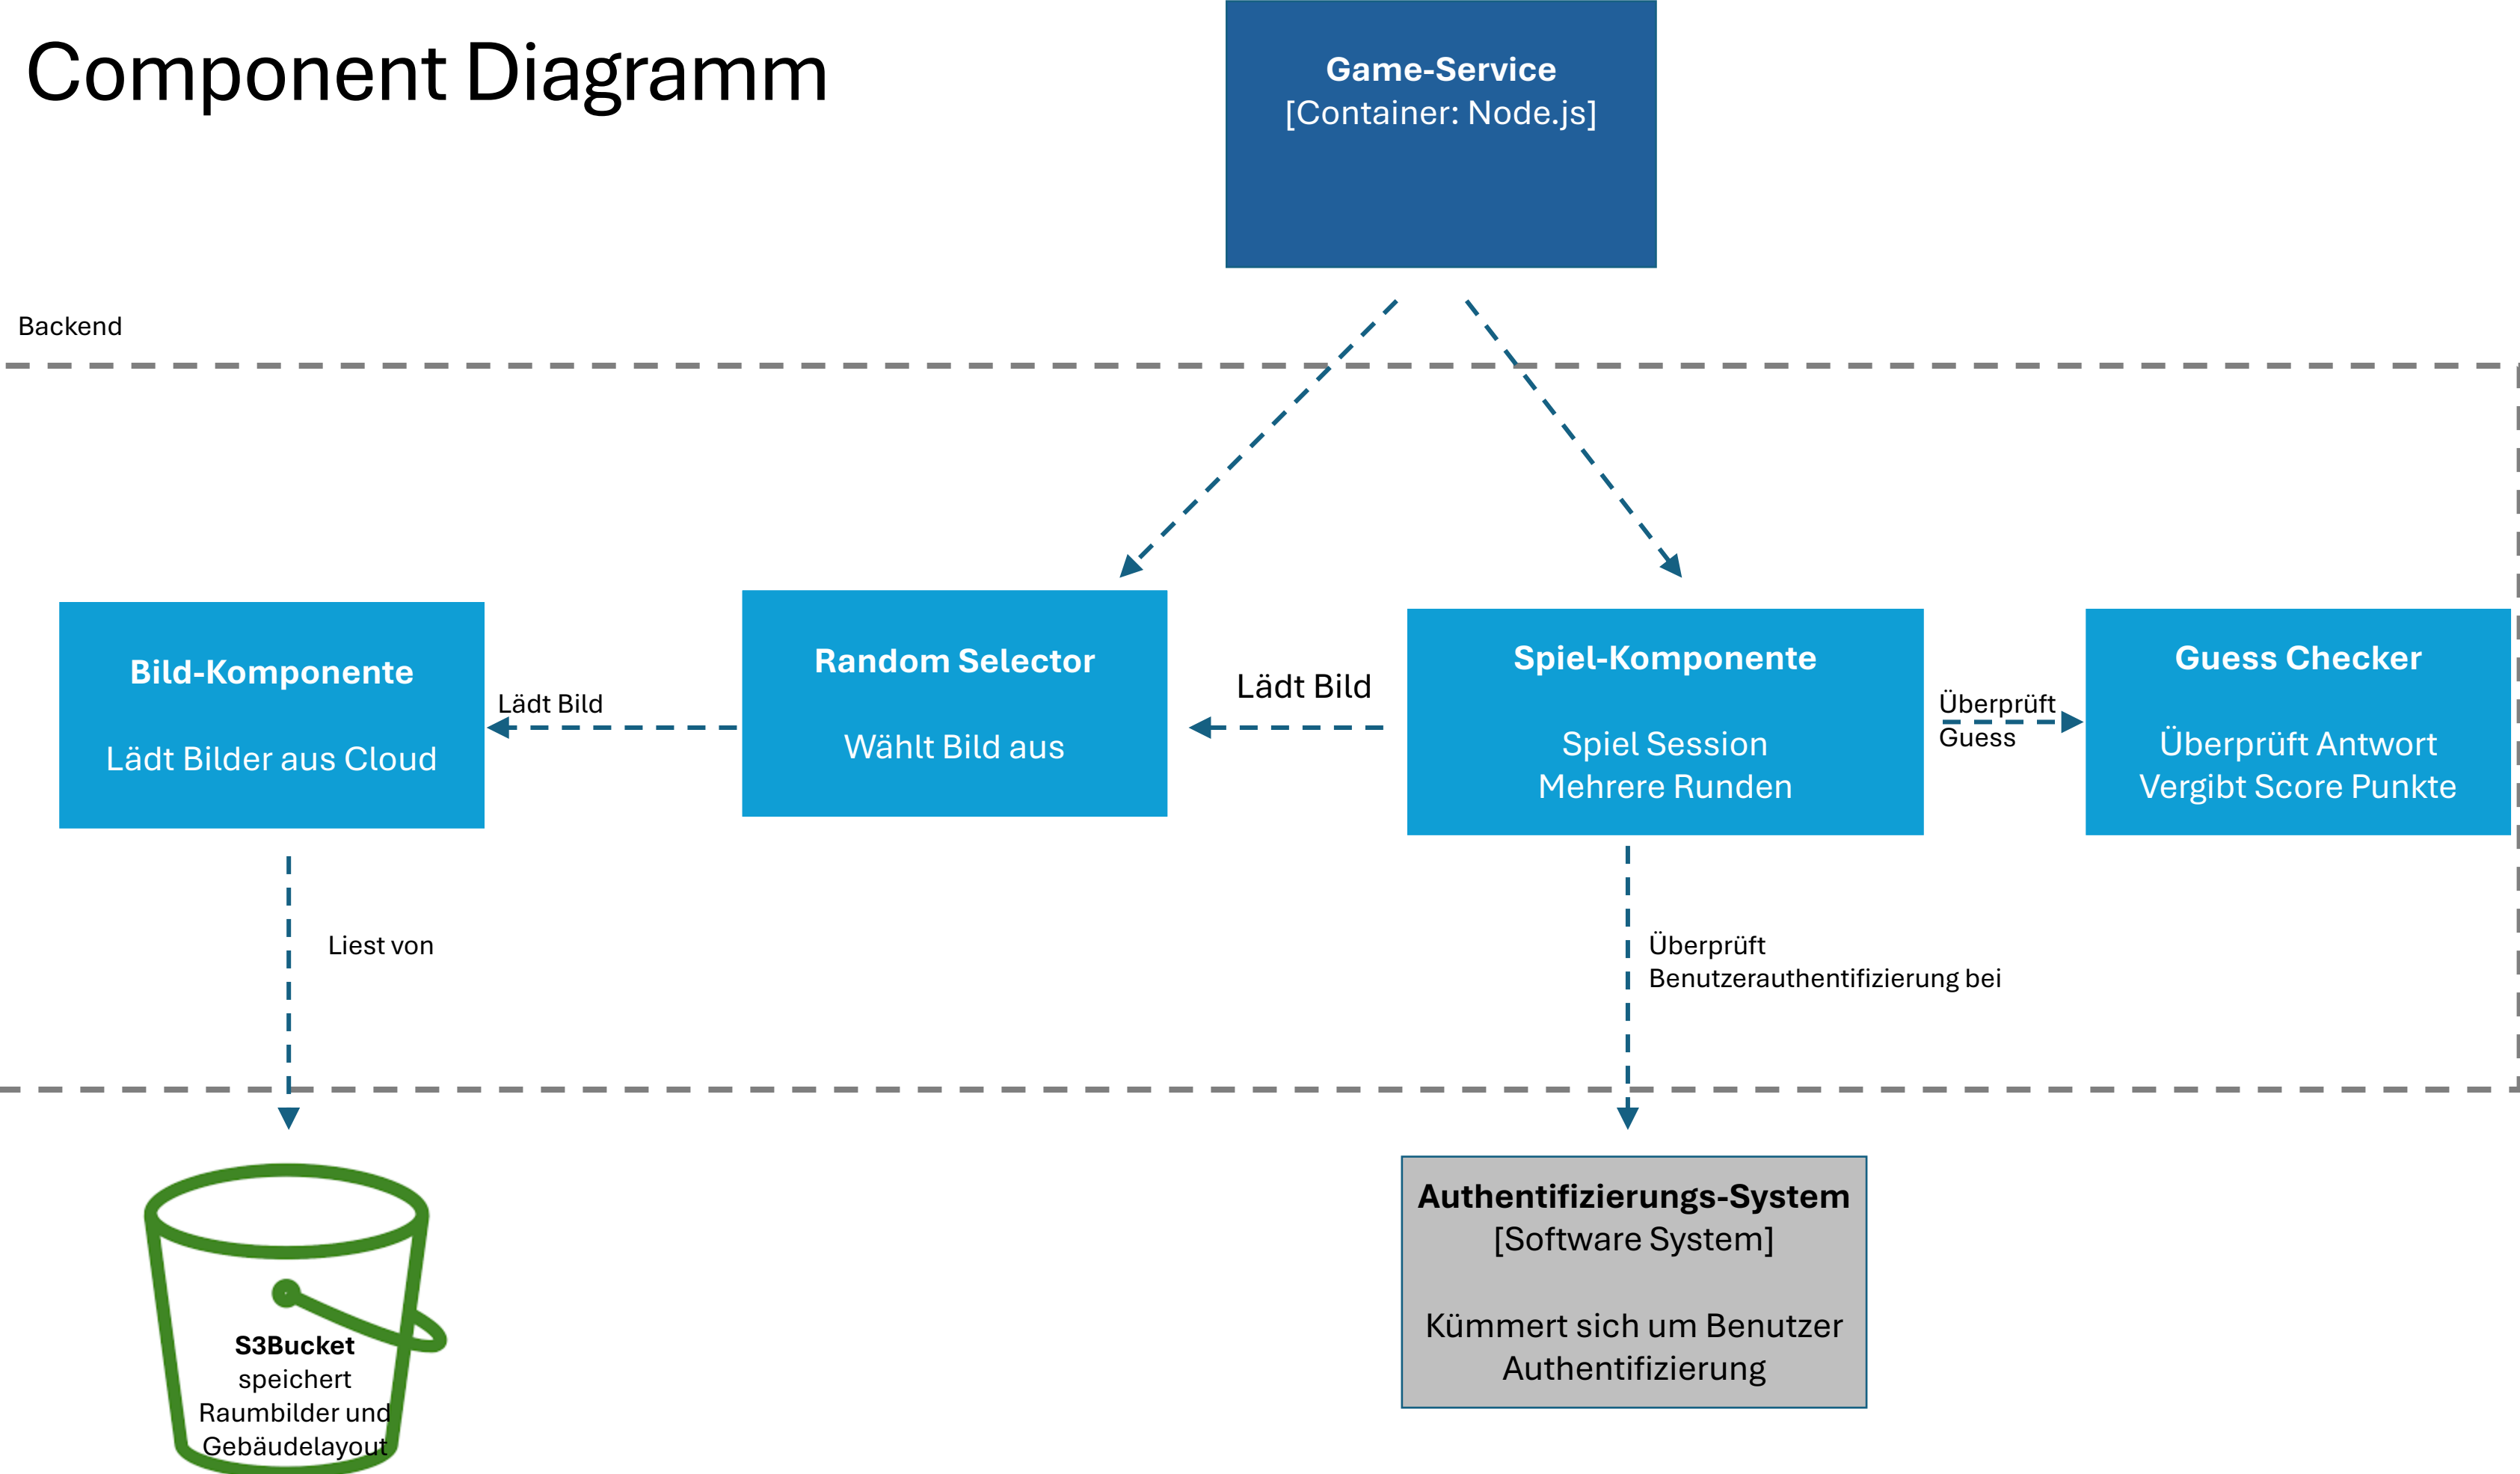 Component Diagramm
Game-Service
[Container: Node.js]
Backend
Bild-Komponente
Lädt Bilder aus Cloud
Lädt Bild
Random Selector
Wählt Bild aus
Lädt Bild
Spiel-Komponente
Spiel Session
Mehrere Runden
Überprüft
Guess
Guess Checker
Überprüft Antwort
Vergibt Score Punkte
Liest von
Überprüft
Benutzerauthentifizierung bei
S3Bucket
speichert
Raumbilder und
Gebäudelayout
Authentifizierungs-System
[Software System]
Kümmert sich um Benutzer
Authentifizierung